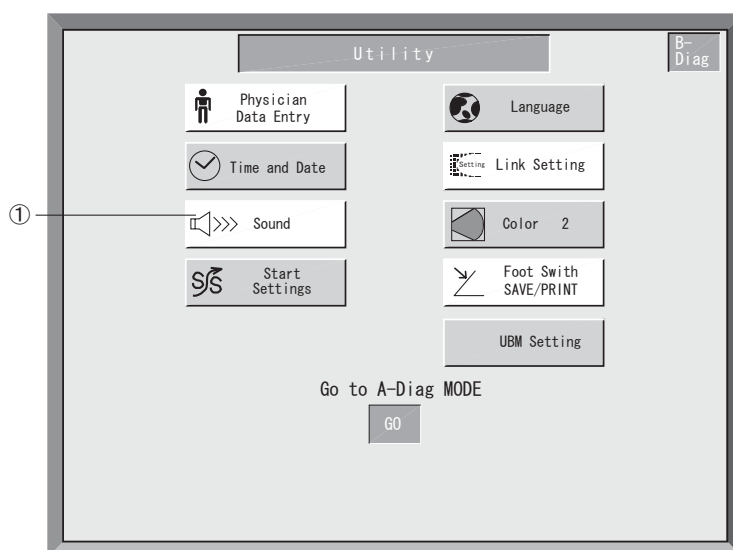 Utility
B-
Diag
Physician
Data Entry
Language
Time and Date
Setting
Link Setting
①
>>>
Sound
Color 2
S/S
Start
Settings
Foot Swith
SAVE/PRINT
UBM Setting
Go to A-Diag MODE
GO